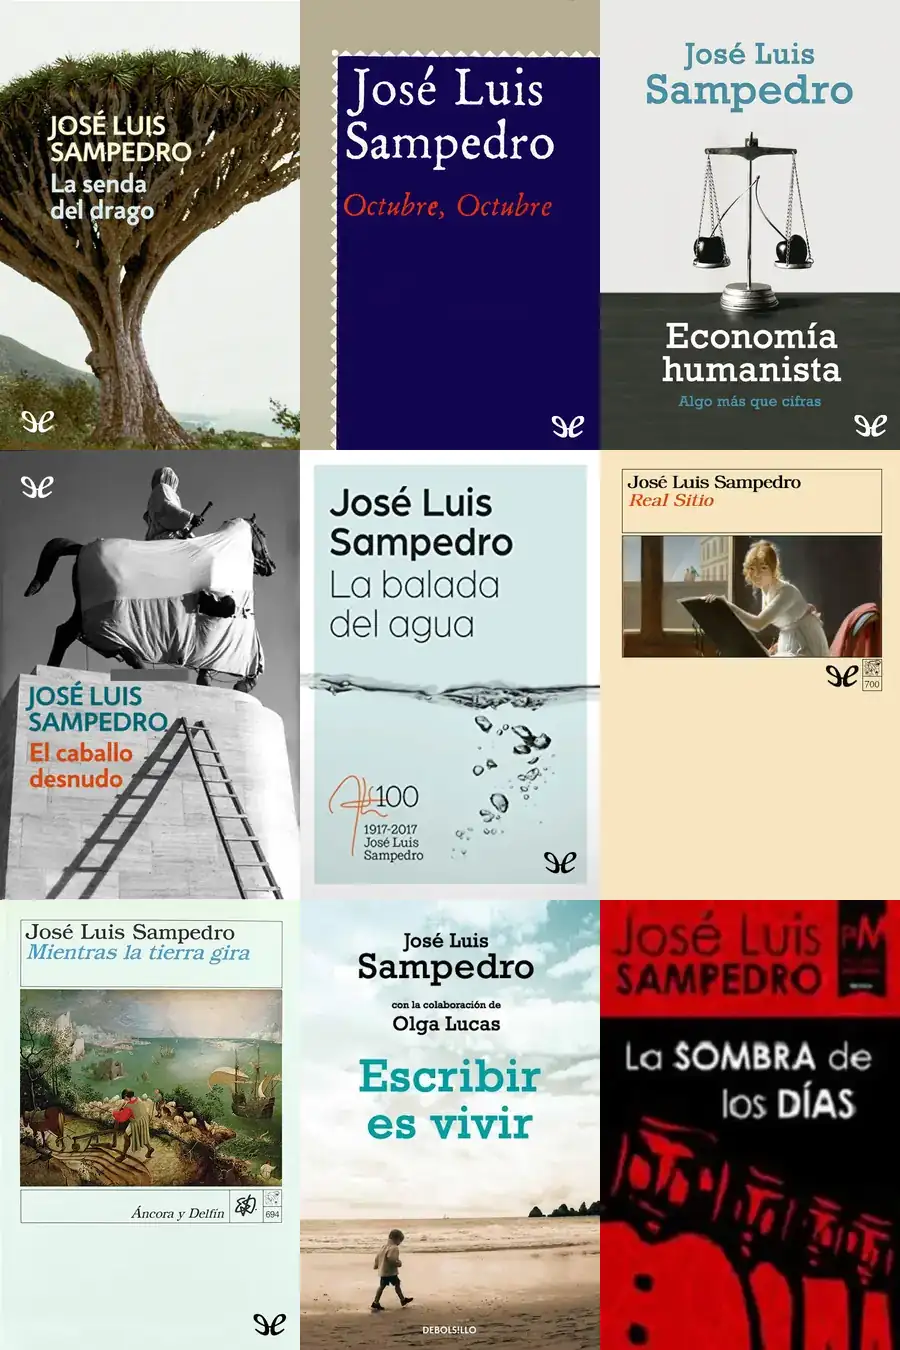 JOSÉ LUIS
SAMPEDRO
La senda
del drago
José Luis
Sampedro
Octubre, Octubre
José Luis
Sampedro
Economía
humanista
Algo más que cifras
JOSÉ LUIS
SAMPEDRO
El caballo
desnudo
José Luis
Sampedro
La balada
del agua
100
1917-2017
José Luis
Sampedro
José Luis Sampedro
Real Sitio
700
José Luis Sampedro
Mientras la tierra gira
Áncora y Delfín
694
José Luis
Sampedro
con la colaboración de
Olga Lucas
Escribir
es vivir
DEBOLS!LLO
José Luis
SAMPEDRO
La SOMBRA de
los DÍAS